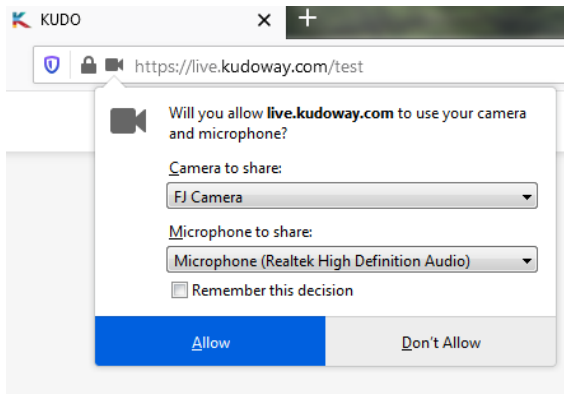 KUDO
https://live.kudoway.com/test
Will you allow live.kudoway.com to use your camera
and microphone?
Camera to share:
FJ Camera
Microphone to share:
Microphone (Realtek High Definition Audio)
Remember this decision
Allow
Don't Allow